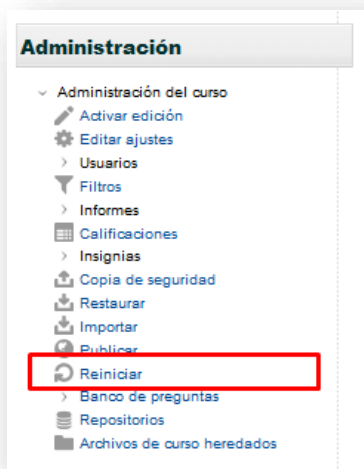 Administración
Administración del curso
Activar edición
Editar ajustes
Usuarios
Filtros
Informes
Calificaciones
Insignias
Copia de seguridad
Restaurar
Importar
Publicar
Reiniciar
Banco de preguntas
Repositorios
Archivos de curso heredados